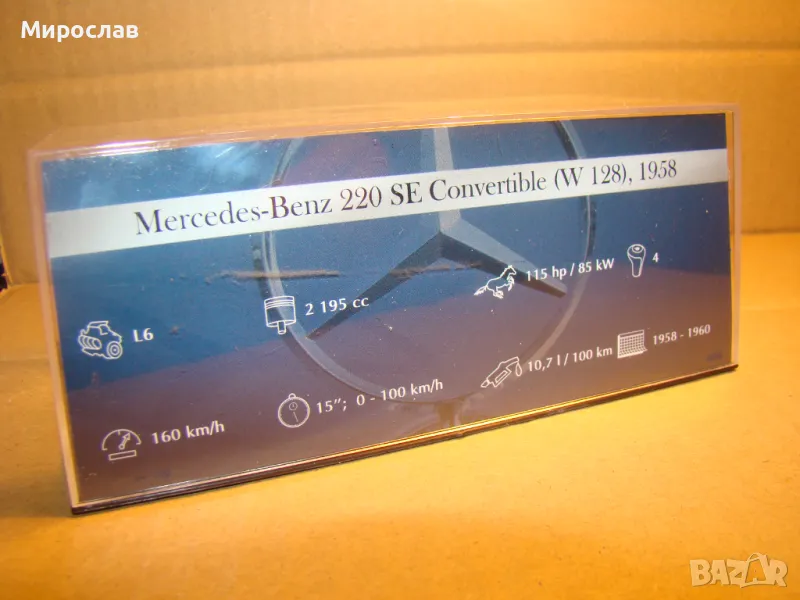 Мирослав
Mercedes-Benz 220 SE Convertible (W 128), 1958
L6
2 195 cc
115 hp / 85 kW
4
160 km/h
15”; 0 - 100 km/h
10,7 l / 100 km
1958 - 1960
BAZAR